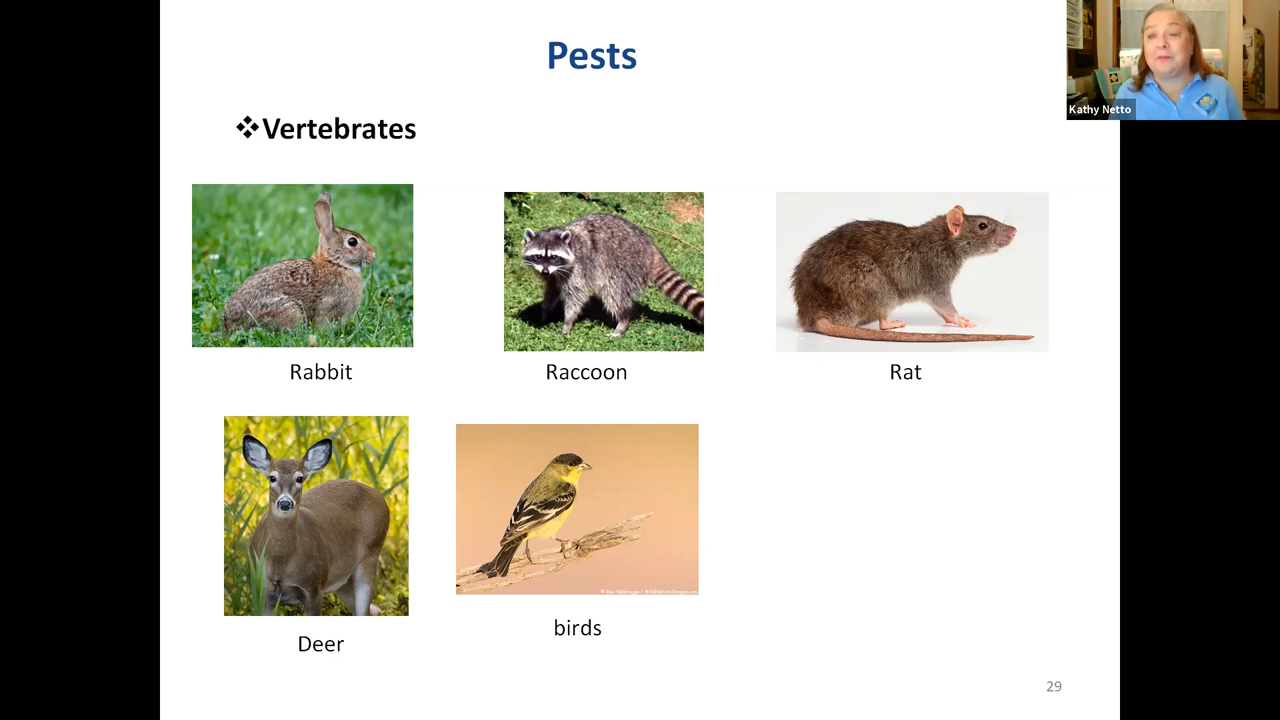 Pests
Kathy Netto
❖Vertebrates
Rabbit
Raccoon
Rat
Deer
birds
29